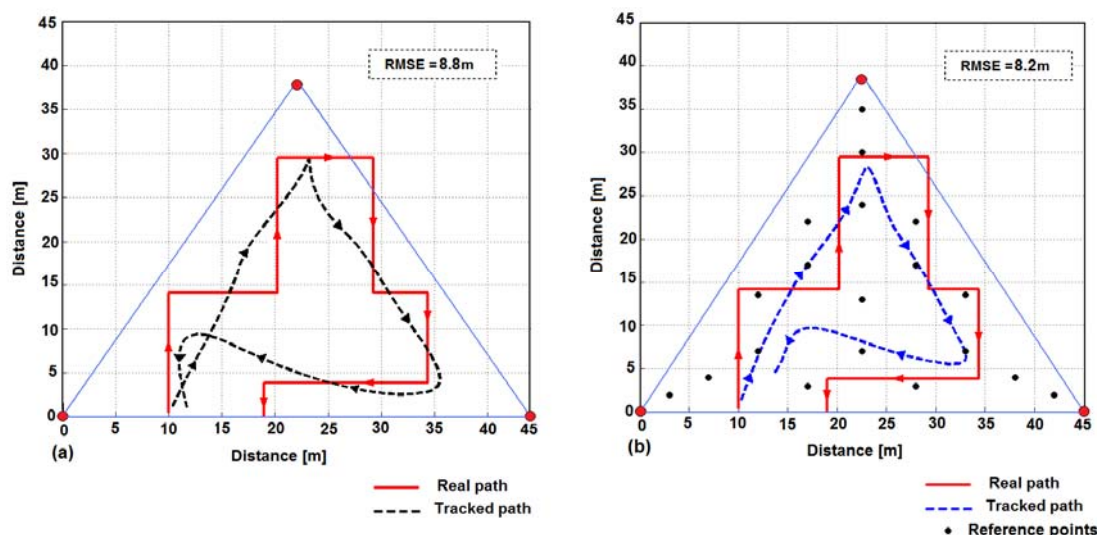 45
40
35
30
25
20
15
10
5
0
Distance [m]
RMSE =8.8m
0 5 10 15 20 25 30 35 40 45
(a)
Distance [m]
Real path
Tracked path
45
40
35
30
25
20
15
10
5
0
Distance [m]
RMSE =8.2m
0 5 10 15 20 25 30 35 40 45
(b)
Distance [m]
Real path
Tracked path
Reference points